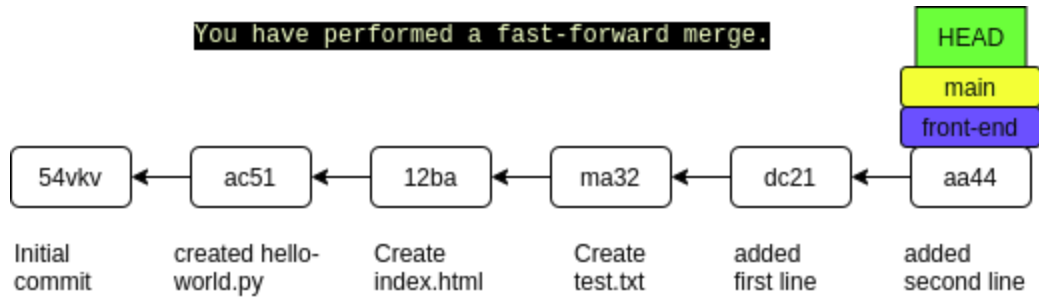 You have performed a fast-forward merge.
HEAD
main
front-end
54vkv
ac51
12ba
ma32
dc21
aa44
Initial
commit
created hello-
world.py
Create
index.html
Create
test.txt
added
first line
added
second line